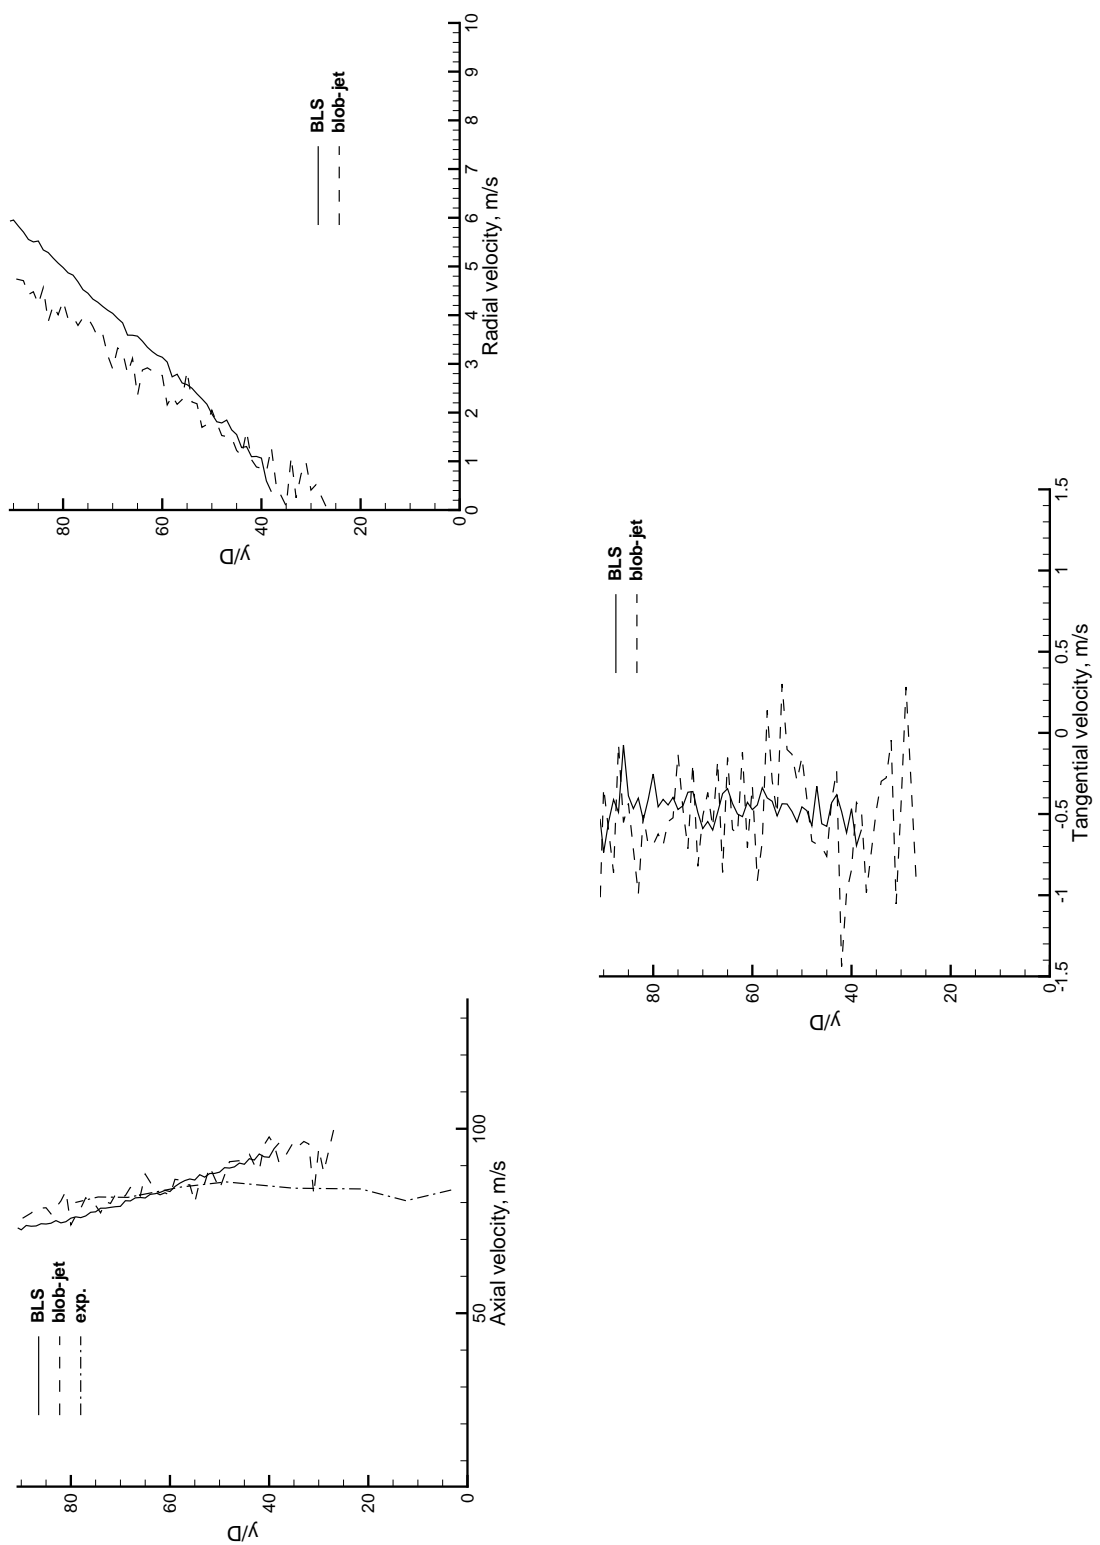 10
9
8
7
6
5
4
3
2
1
0
Radial velocity, m/s
80
60
40
20
0
y/D
BLS
blob-jet
1.5
1
0.5
0
-0.5
-1
-1.5
Tangential velocity, m/s
80
60
40
20
0
y/D
BLS
blob-jet
100
50
Axial velocity, m/s
80
60
40
20
0
y/D
BLS
blob-jet
exp.